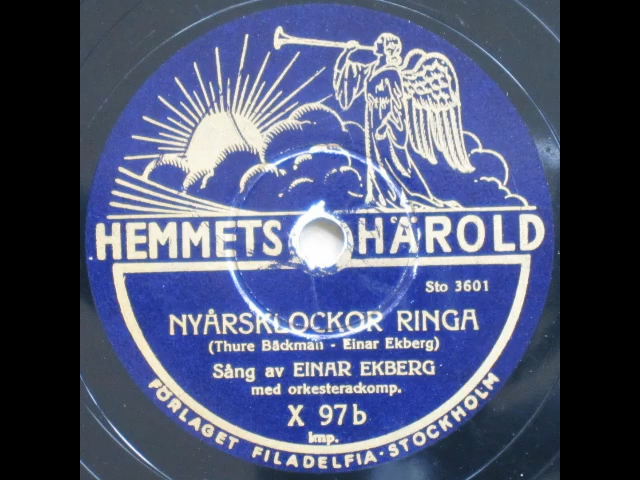 HEMMETS HÄROLD
Sto 3601
NYÅRSKLOCKOR RINGA
(Thure Bäckman - Einar Ekberg)
Sång av EINAR EKBERG
med orkesterackomp.
X 97b
Imp.
FÖRLAGET FILADELFIA · STOCKHOLM